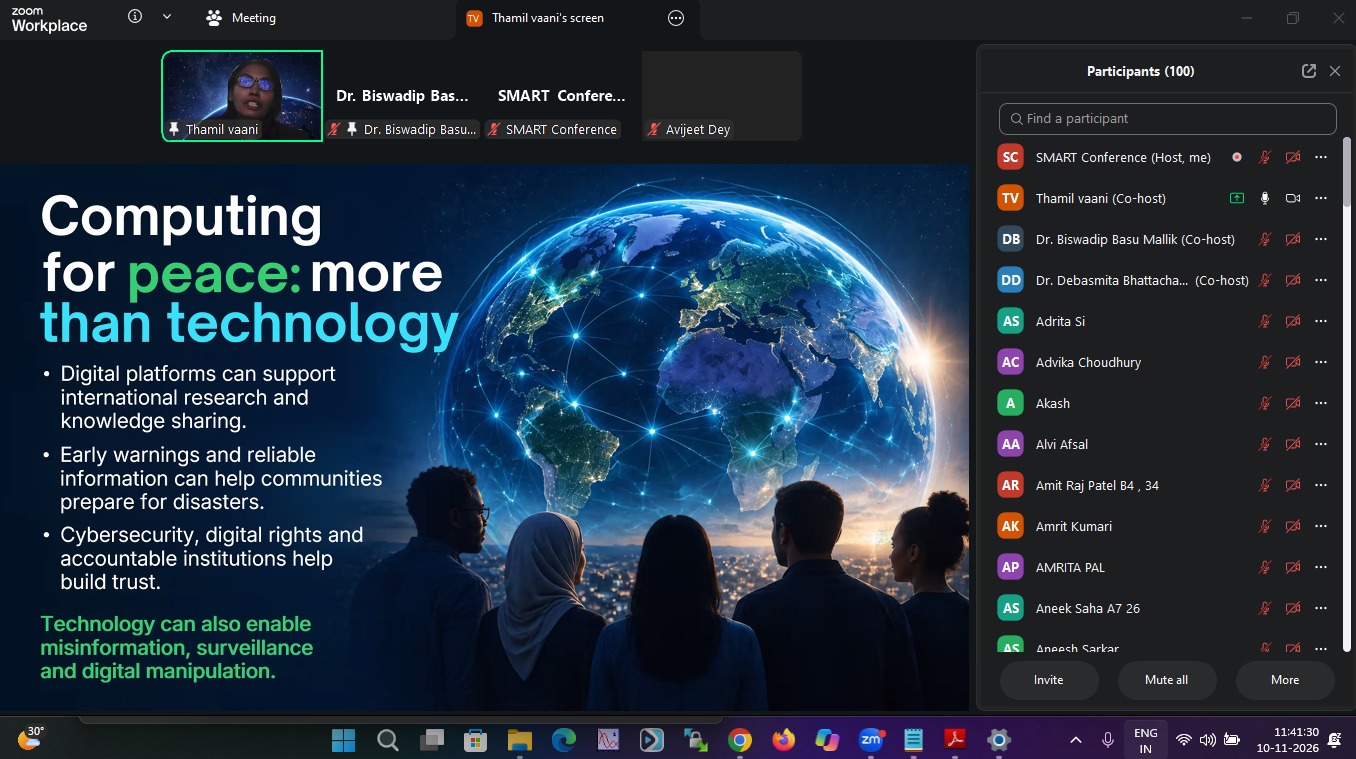 zoom
Workplace
Meeting
TV Thamil vaani's screen
Thamil vaani
Dr. Biswadip Bas...
Dr. Biswadip Basu...
SMART Confere...
SMART Conference
Avijeet Dey
Computing
for peace: more
than technology
• Digital platforms can support
international research and
knowledge sharing.
• Early warnings and reliable
information can help communities
prepare for disasters.
• Cybersecurity, digital rights and
accountable institutions help
build trust.
Technology can also enable
misinformation, surveillance
and digital manipulation.
Participants (100)
Find a participant
SC SMART Conference (Host, me)
TV Thamil vaani (Co-host)
DB Dr. Biswadip Basu Mallik (Co-host)
DD Dr. Debasmita Bhattacha... (Co-host)
AS Adrita Si
AC Advika Choudhury
A Akash
AA Alvi Afsal
AR Amit Raj Patel B4 , 34
AK Amrit Kumari
AP AMRITA PAL
AS Aneek Saha A7 26
AS Aneesh Sarkar
Invite
Mute all
More
30°
zm
ENG
IN
11:41:30
10-11-2026